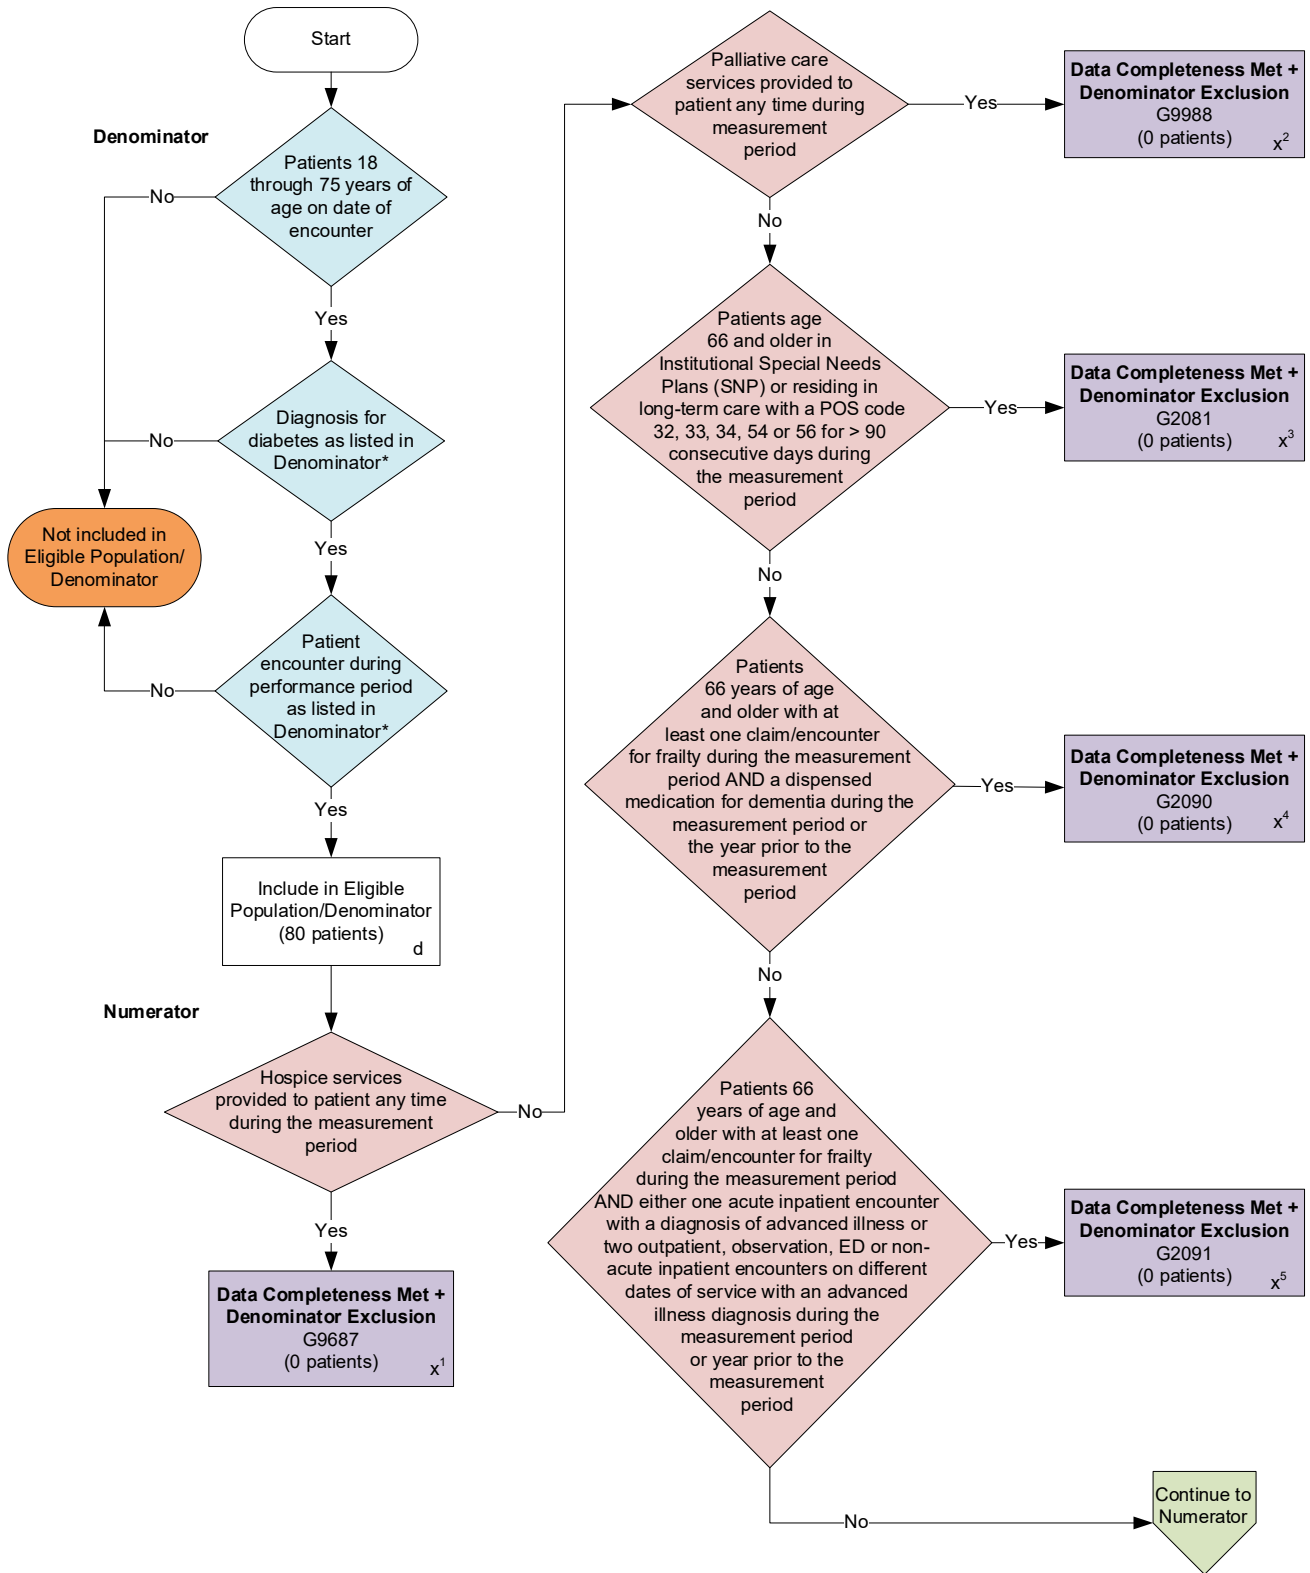 Start
Denominator
Patients 18
through 75 years of
age on date of
encounter
No
Yes
Diagnosis for
diabetes as listed in
Denominator*
No
Yes
Not included in
Eligible Population/
Denominator
Patient
encounter during
performance period
as listed in
Denominator*
No
Yes
Include in Eligible
Population/Denominator
(80 patients)
d
Numerator
Hospice services
provided to patient any time
during the measurement
period
No
Yes
Data Completeness Met +
Denominator Exclusion
G9687
(0 patients)
x¹
Palliative care
services provided to
patient any time during
measurement
period
Yes
Data Completeness Met +
Denominator Exclusion
G9988
(0 patients)
x²
No
Patients age
66 and older in
Institutional Special Needs
Plans (SNP) or residing in
long-term care with a POS code
32, 33, 34, 54 or 56 for > 90
consecutive days during
the measurement
period
Yes
Data Completeness Met +
Denominator Exclusion
G2081
(0 patients)
x³
No
Patients
66 years of age
and older with at
least one claim/encounter
for frailty during the measurement
period AND a dispensed
medication for dementia during the
measurement period or
the year prior to the
measurement
period
Yes
Data Completeness Met +
Denominator Exclusion
G2090
(0 patients)
x⁴
No
Patients 66
years of age and
older with at least one
claim/encounter for frailty
during the measurement period
AND either one acute inpatient encounter
with a diagnosis of advanced illness or
two outpatient, observation, ED or non-
acute inpatient encounters on different
dates of service with an advanced
illness diagnosis during the
measurement period
or year prior to the
measurement
period
Yes
Data Completeness Met +
Denominator Exclusion
G2091
(0 patients)
x⁵
No
Continue to
Numerator